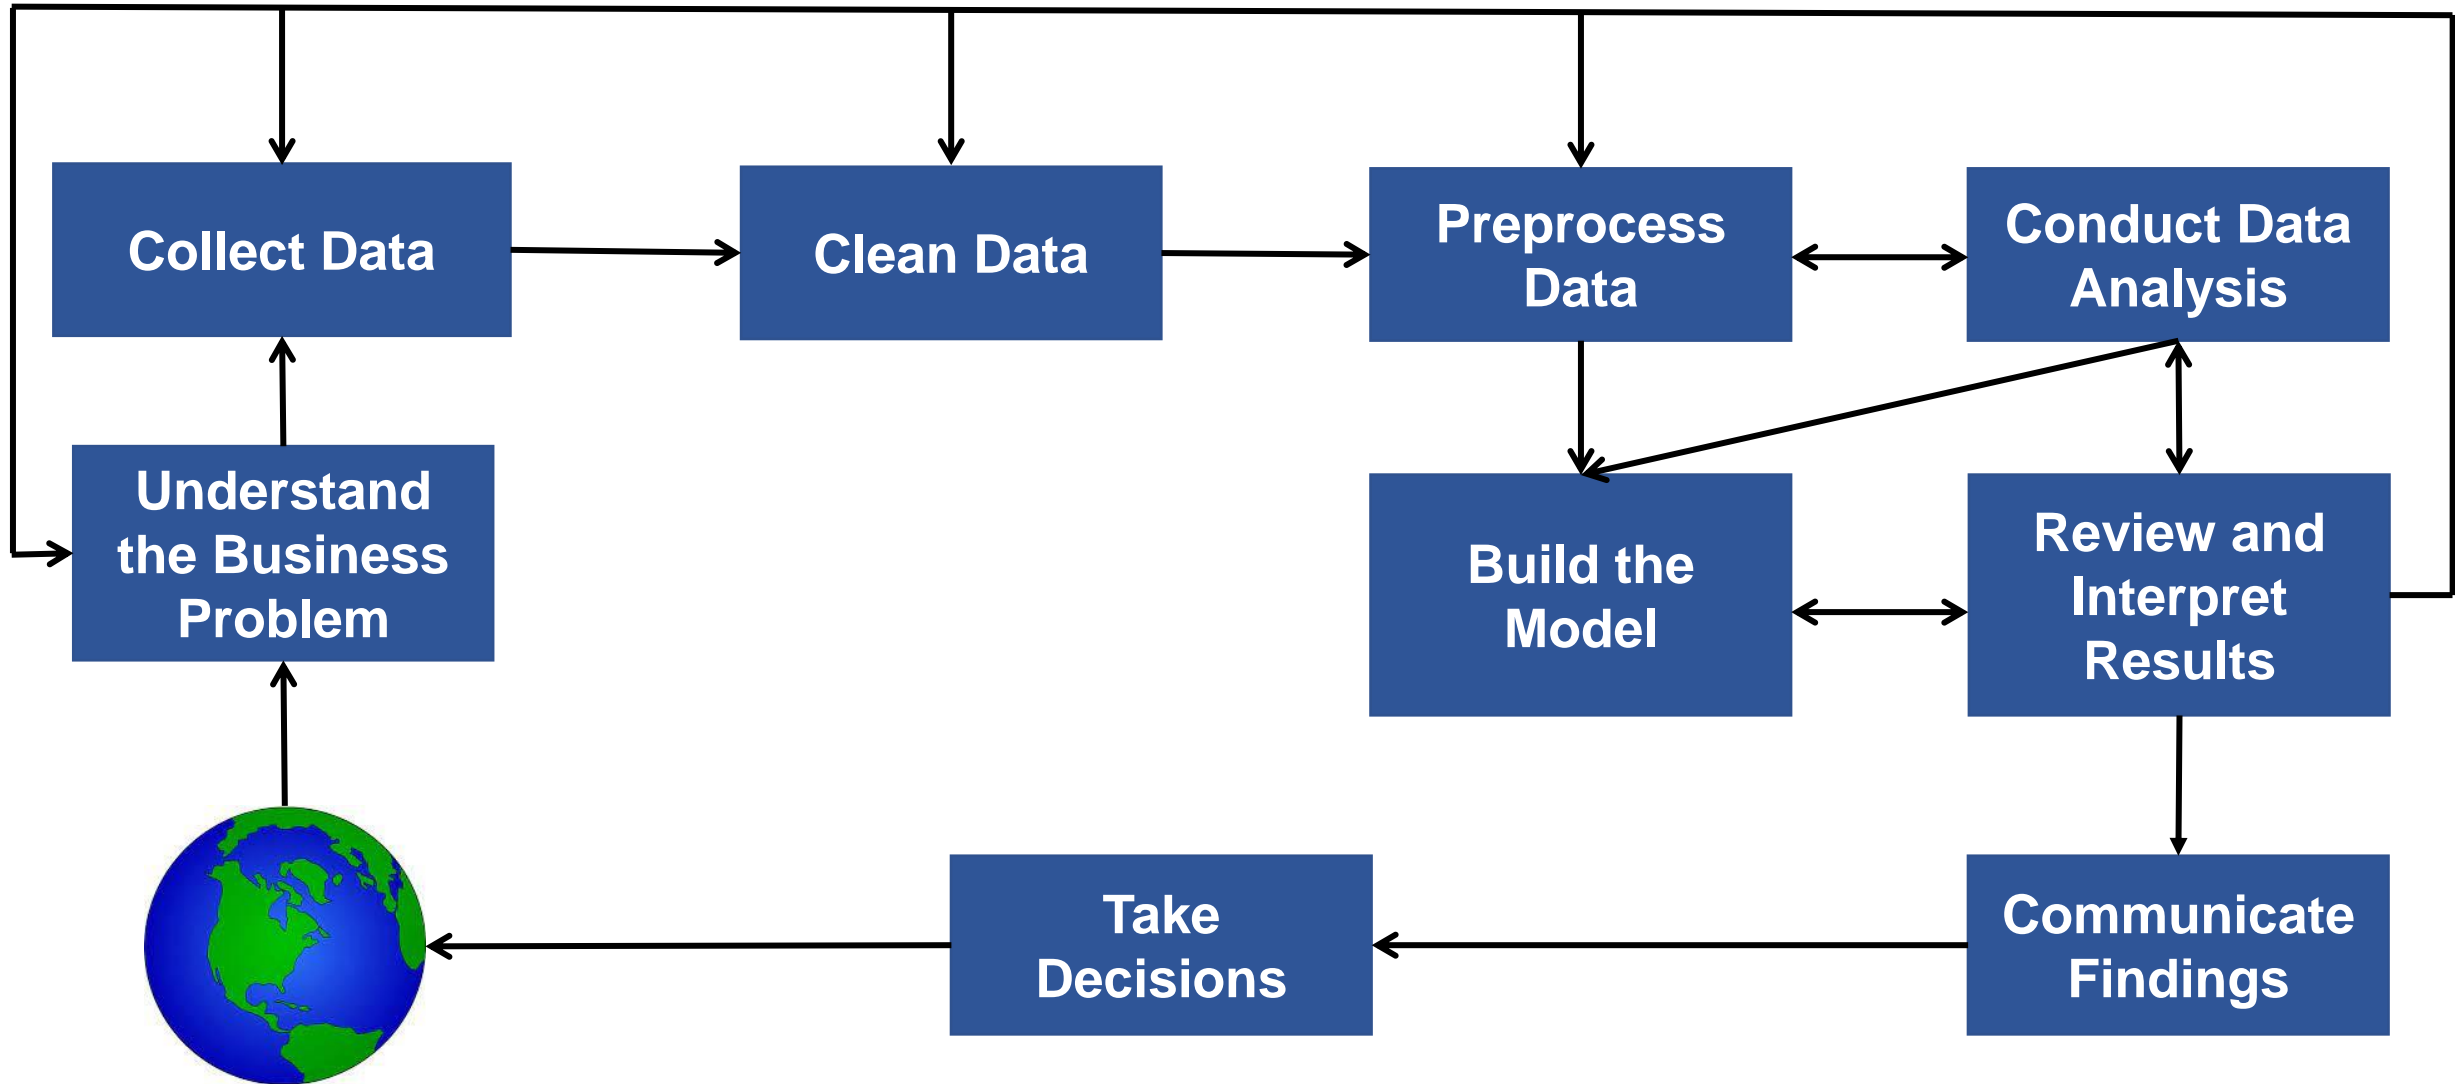 Collect Data
Clean Data
Preprocess
Data
Conduct Data
Analysis
Understand
the Business
Problem
Build the
Model
Review and
Interpret
Results
Take
Decisions
Communicate
Findings